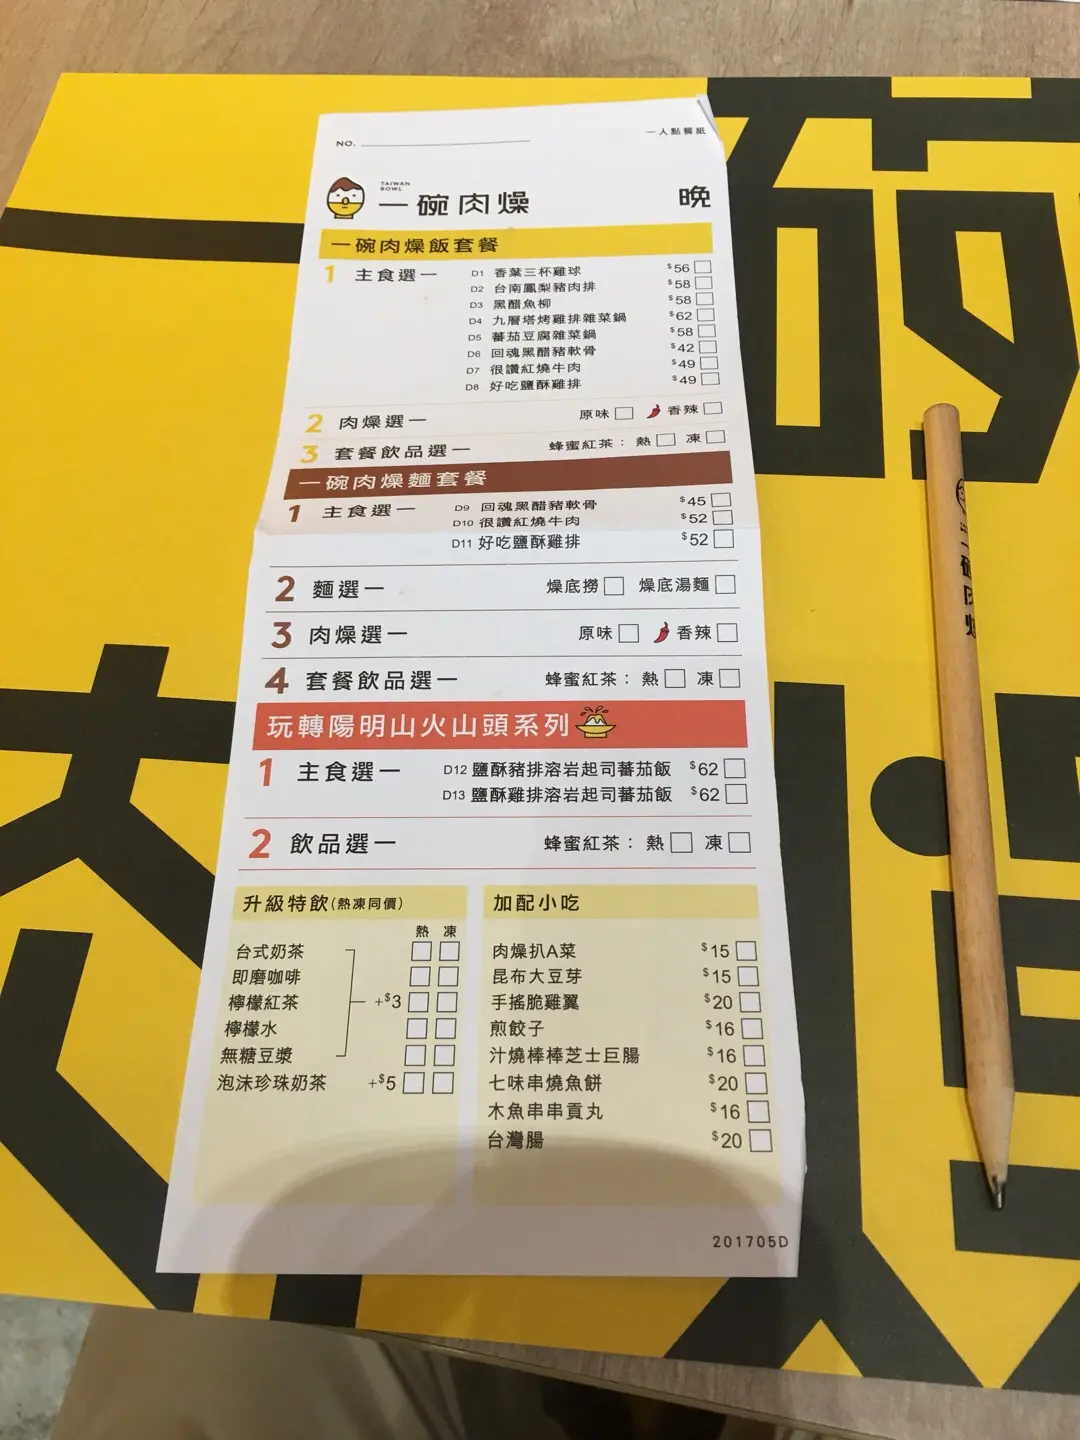 NO.
一人點餐紙
TAIWAN
BOWL
一碗肉燥
晚
一碗肉燥飯套餐
1 主食選一
D1 香葉三杯雞球 $56
D2 台南鳳梨豬肉排 $58
D3 黑醋魚柳 $58
D4 九層塔烤雞排雜菜鍋 $62
D5 蕃茄豆腐雜菜鍋 $58
D6 回魂黑醋豬軟骨 $42
D7 很讚紅燒牛肉 $49
D8 好吃鹽酥雞排 $49
2 肉燥選一 原味 香辣
3 套餐飲品選一 蜂蜜紅茶： 熱 凍
一碗肉燥麵套餐
1 主食選一
D9 回魂黑醋豬軟骨 $45
D10 很讚紅燒牛肉 $52
D11 好吃鹽酥雞排 $52
2 麵選一 燥底撈 燥底湯麵
3 肉燥選一 原味 香辣
4 套餐飲品選一 蜂蜜紅茶： 熱 凍
玩轉陽明山火山頭系列
1 主食選一
D12 鹽酥豬排溶岩起司蕃茄飯 $62
D13 鹽酥雞排溶岩起司蕃茄飯 $62
2 飲品選一 蜂蜜紅茶： 熱 凍
升級特飲(熱凍同價)
熱 凍
台式奶茶
即磨咖啡
檸檬紅茶 +$3
檸檬水
無糖豆漿
泡沫珍珠奶茶 +$5
加配小吃
肉燥扒A菜 $15
昆布大豆芽 $15
手搖脆雞翼 $20
煎餃子 $16
汁燒棒棒芝士巨腸 $16
七味串燒魚餅 $20
木魚串串貢丸 $16
台灣腸 $20
201705D
一碗肉燥